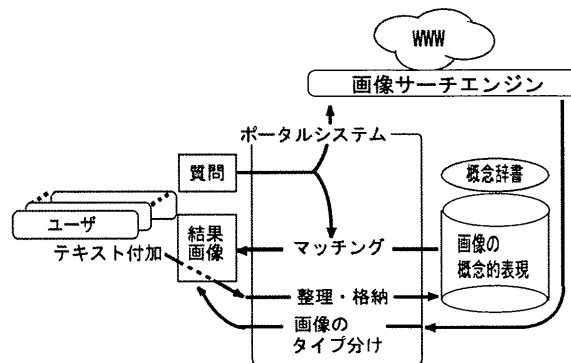 WWW
画像サーチエンジン
ポータルシステム
質問
概念辞書
ユーザ
結果
画像
マッチング
画像の
概念的表現
テキスト付加
整理・格納
画像の
タイプ分け